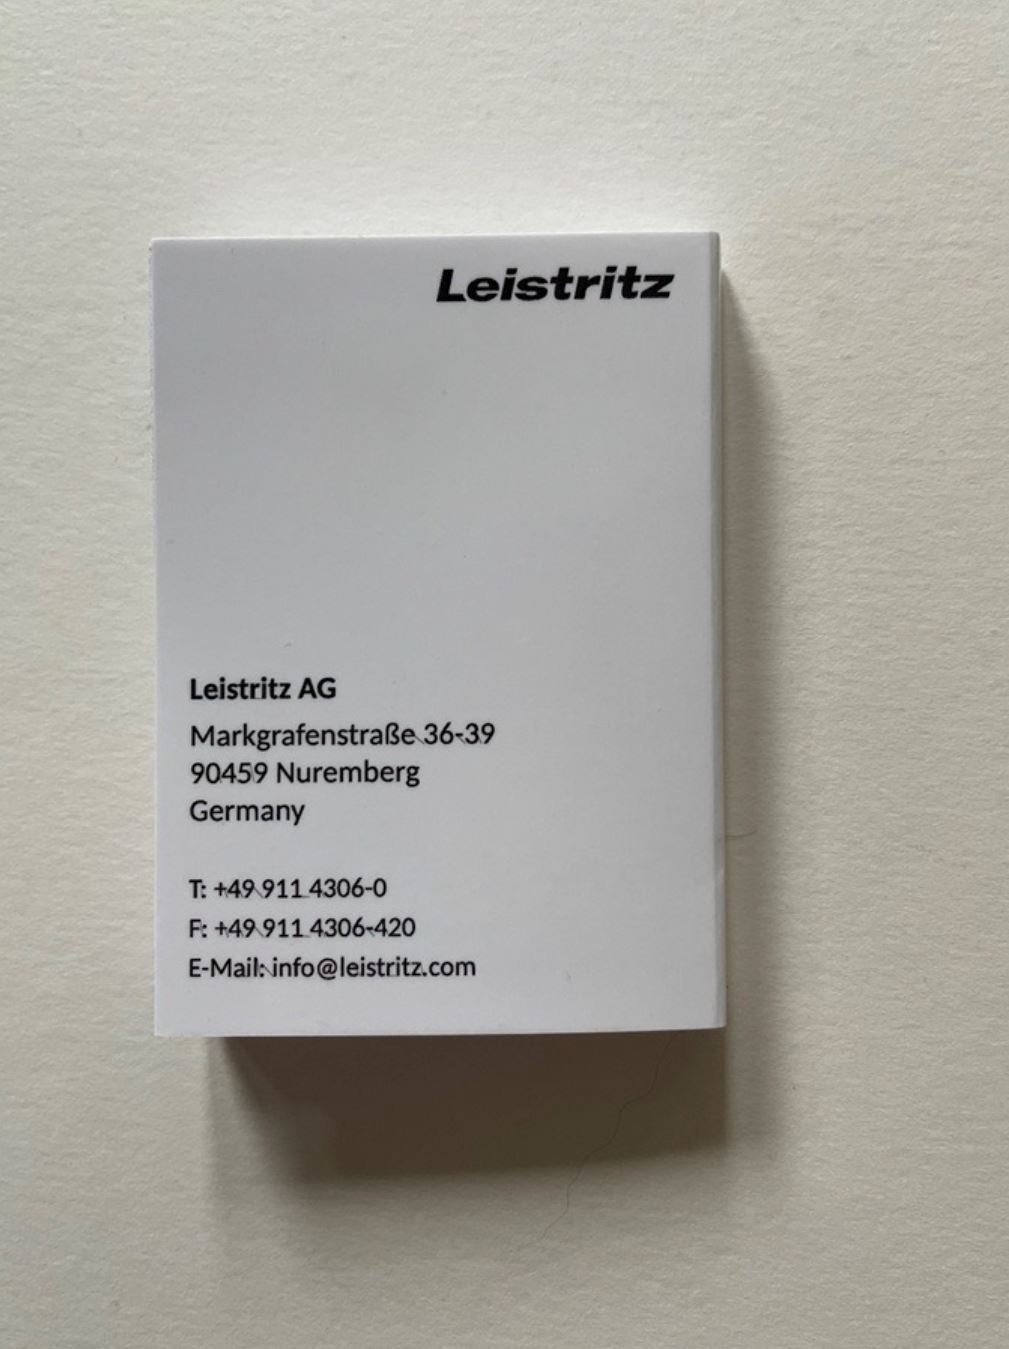 Leistritz
Leistritz AG
Markgrafenstraße 36-39
90459 Nuremberg
Germany
T: +49 911 4306-0
F: +49 911 4306-420
E-Mail: info@leistritz.com